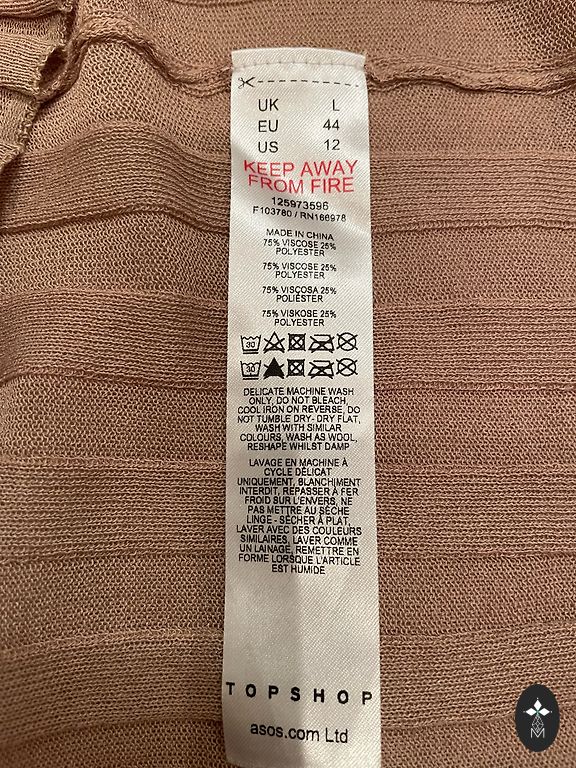 UK L
EU 44
US 12
KEEP AWAY
FROM FIRE
125973596
F103780 / RN166978
MADE IN CHINA
75% VISCOSE 25%
POLYESTER
75% VISCOSE 25%
POLYESTER
75% VISCOSA 25%
POLIÉSTER
75% VISKOSE 25%
POLYESTER
30
30
DELICATE MACHINE WASH
ONLY, DO NOT BLEACH,
COOL IRON ON REVERSE, DO
NOT TUMBLE DRY- DRY FLAT,
WASH WITH SIMILAR
COLOURS, WASH AS WOOL,
RESHAPE WHILST DAMP
LAVAGE EN MACHINE À
CYCLE DÉLICAT
UNIQUEMENT, BLANCHIMENT
INTERDIT, REPASSER À FER
FROID SUR L'ENVERS, NE
PAS METTRE AU SÈCHE
LINGE - SÉCHER À PLAT,
LAVER AVEC DES COULEURS
SIMILAIRES, LAVER COMME
UN LAINAGE, REMETTRE EN
FORME LORSQUE L'ARTICLE
EST HUMIDE
TOPSHOP
asos.com Ltd
M